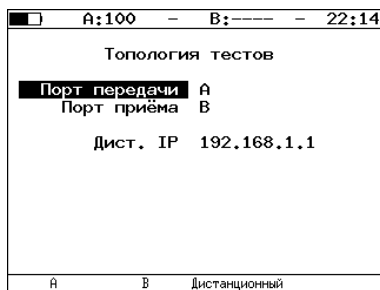 A:100 – B:---- – 22:14
Топология тестов
Порт передачи A
Порт приёма B
Дист. IP 192.168.1.1
A B Дистанционный